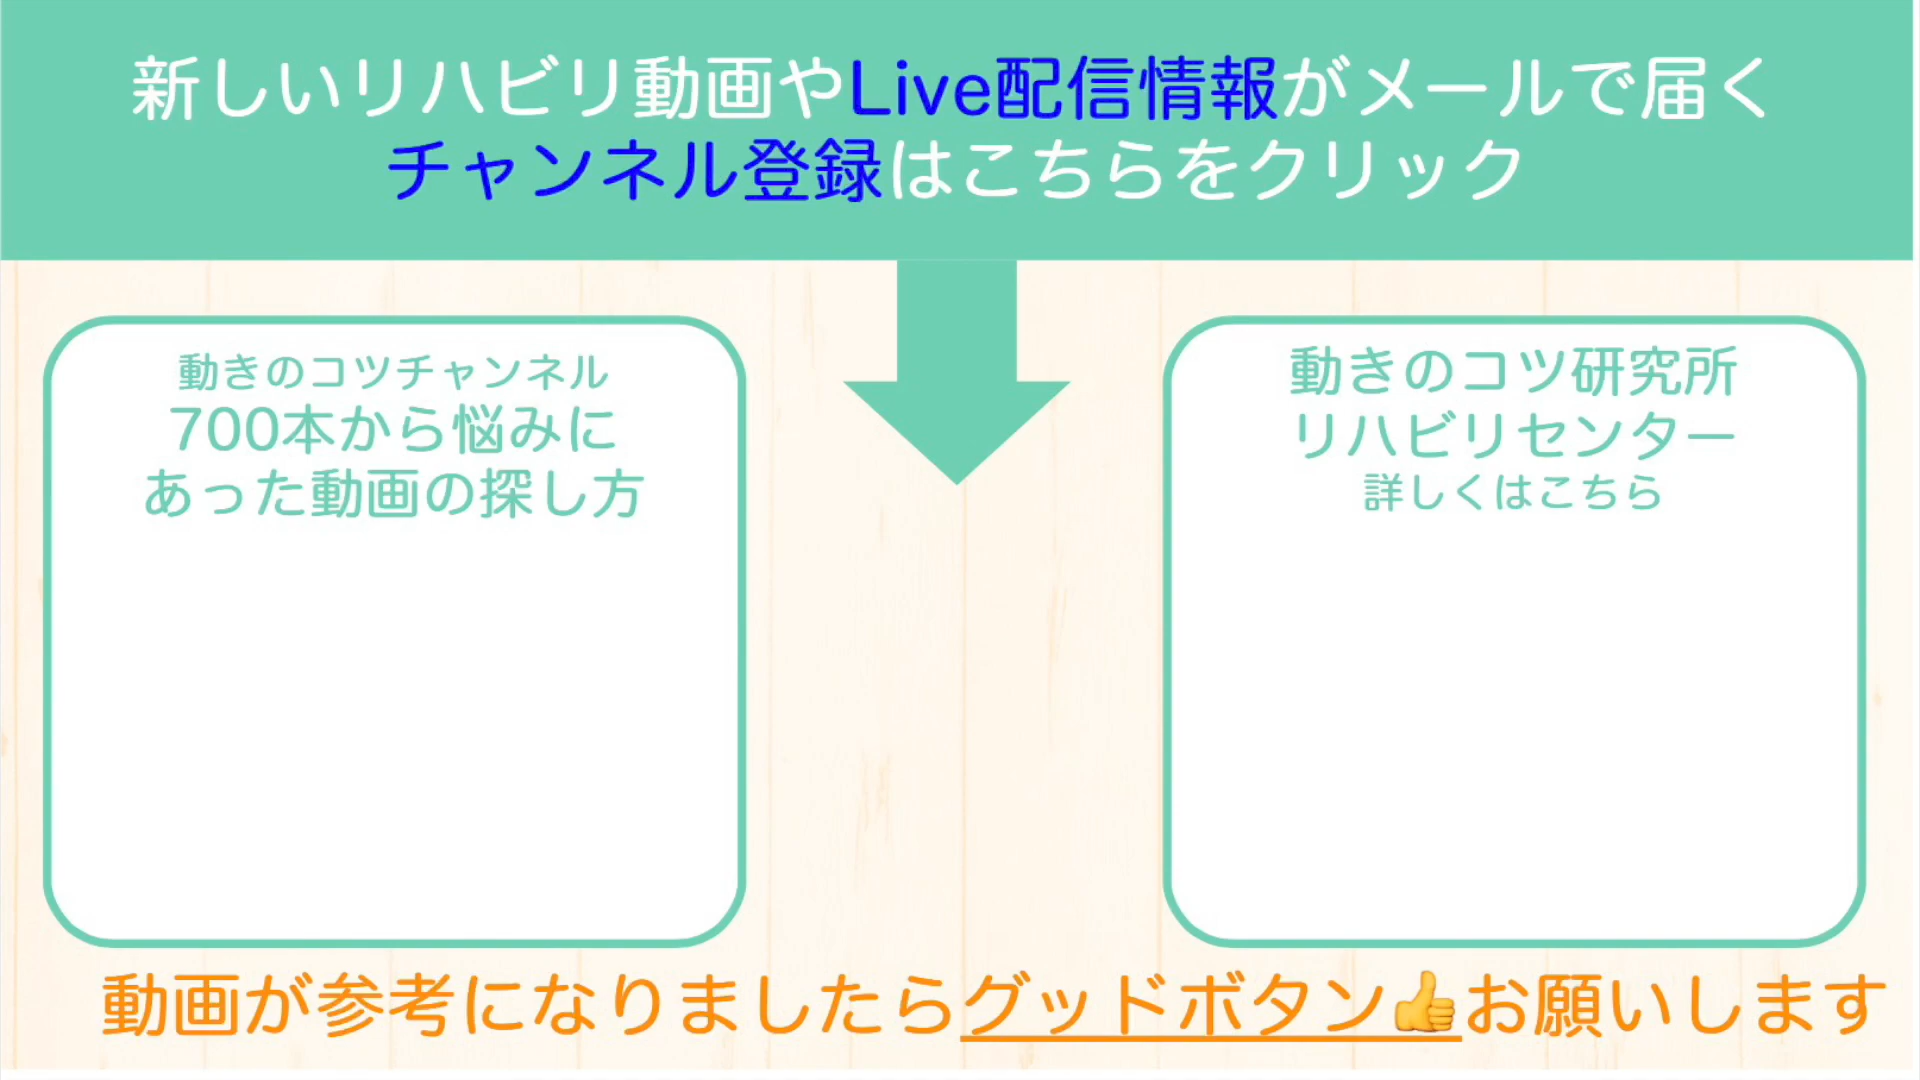 新しいリハビリ動画やLive配信情報がメールで届く
チャンネル登録はこちらをクリック
動きのコツチャンネル
700本から悩みに
あった動画の探し方
動きのコツ研究所
リハビリセンター
詳しくはこちら
動画が参考になりましたらグッドボタン👍お願いします